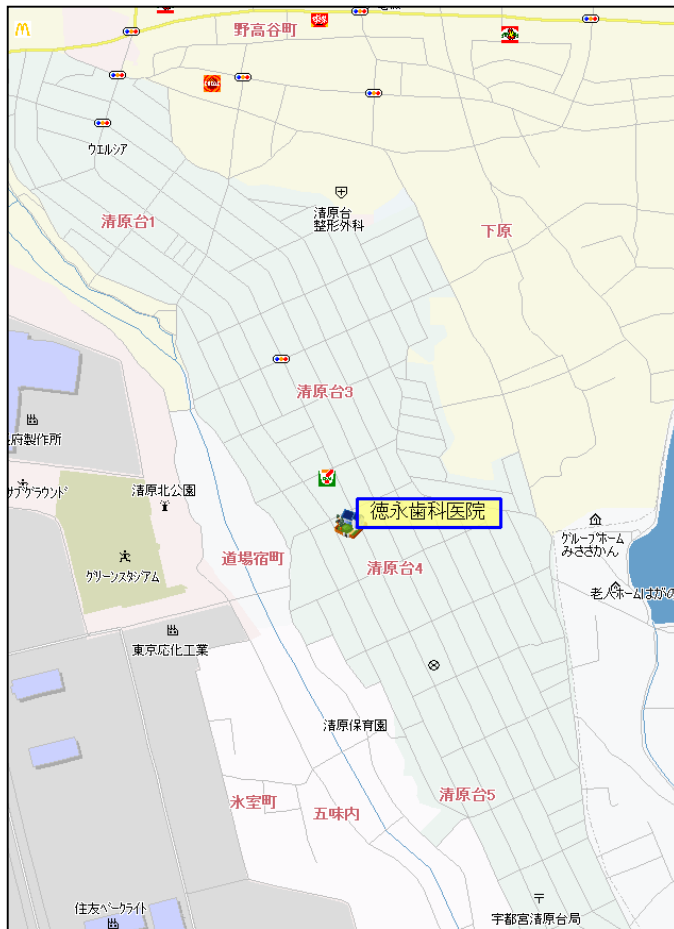 野高谷町
ウエルシア
清原台1
清原台
整形外科
下原
清原台3
府製作所
サブグラウンド
清原北公園
徳永歯科医院
グループホーム
みささかん
道場宿町
清原台4
グリーンスタジアム
老人ホームはがの
東京応化工業
清原保育園
氷室町
五味内
清原台5
住友ベークライト
宇都宮清原台局